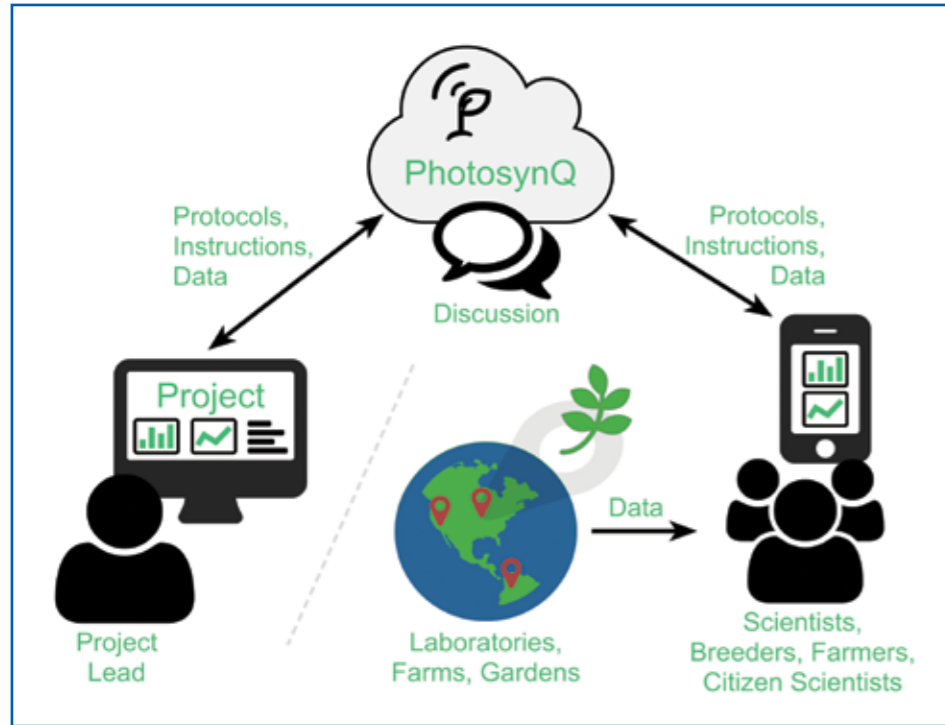 PhotosynQ
Protocols,
Instructions,
Data
Protocols,
Instructions,
Data
Discussion
Project
Data
Project
Lead
Laboratories,
Farms, Gardens
Scientists,
Breeders, Farmers,
Citizen Scientists